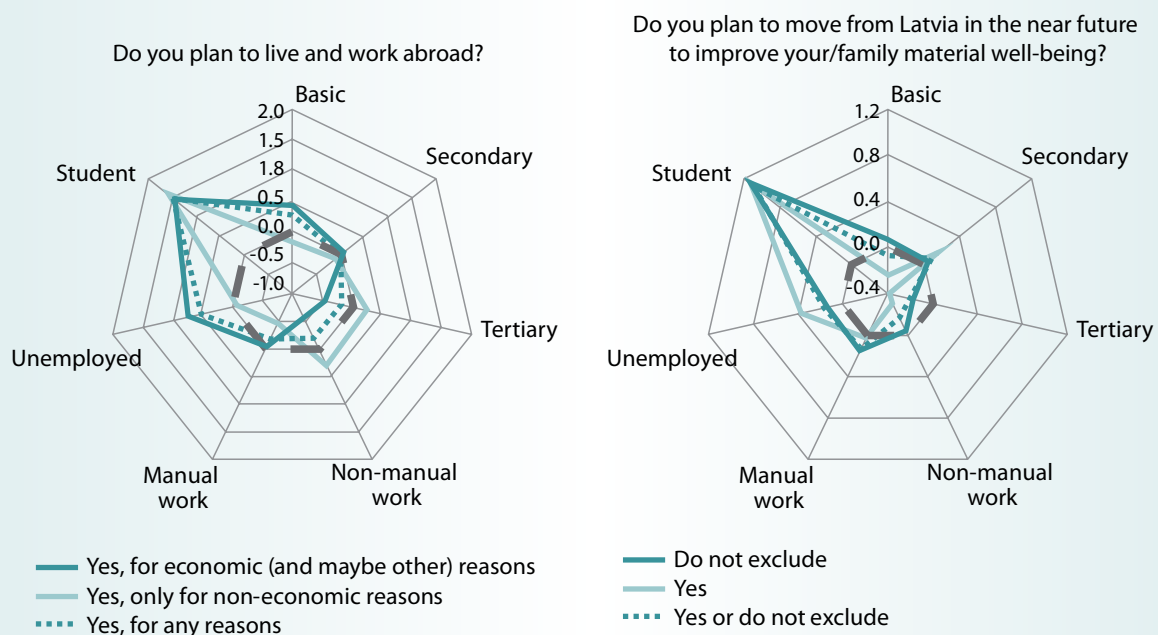 Do you plan to live and work abroad?
Basic
2.0
1.5
1.8
0.5
0.0
-0.5
-1.0
Student
Secondary
Unemployed
Tertiary
Manual
work
Non-manual
work
Yes, for economic (and maybe other) reasons
Yes, only for non-economic reasons
Yes, for any reasons
Do you plan to move from Latvia in the near future
to improve your/family material well-being?
Basic
1.2
0.8
0.4
0.0
-0.4
Student
Secondary
Unemployed
Tertiary
Manual
work
Non-manual
work
Do not exclude
Yes
Yes or do not exclude